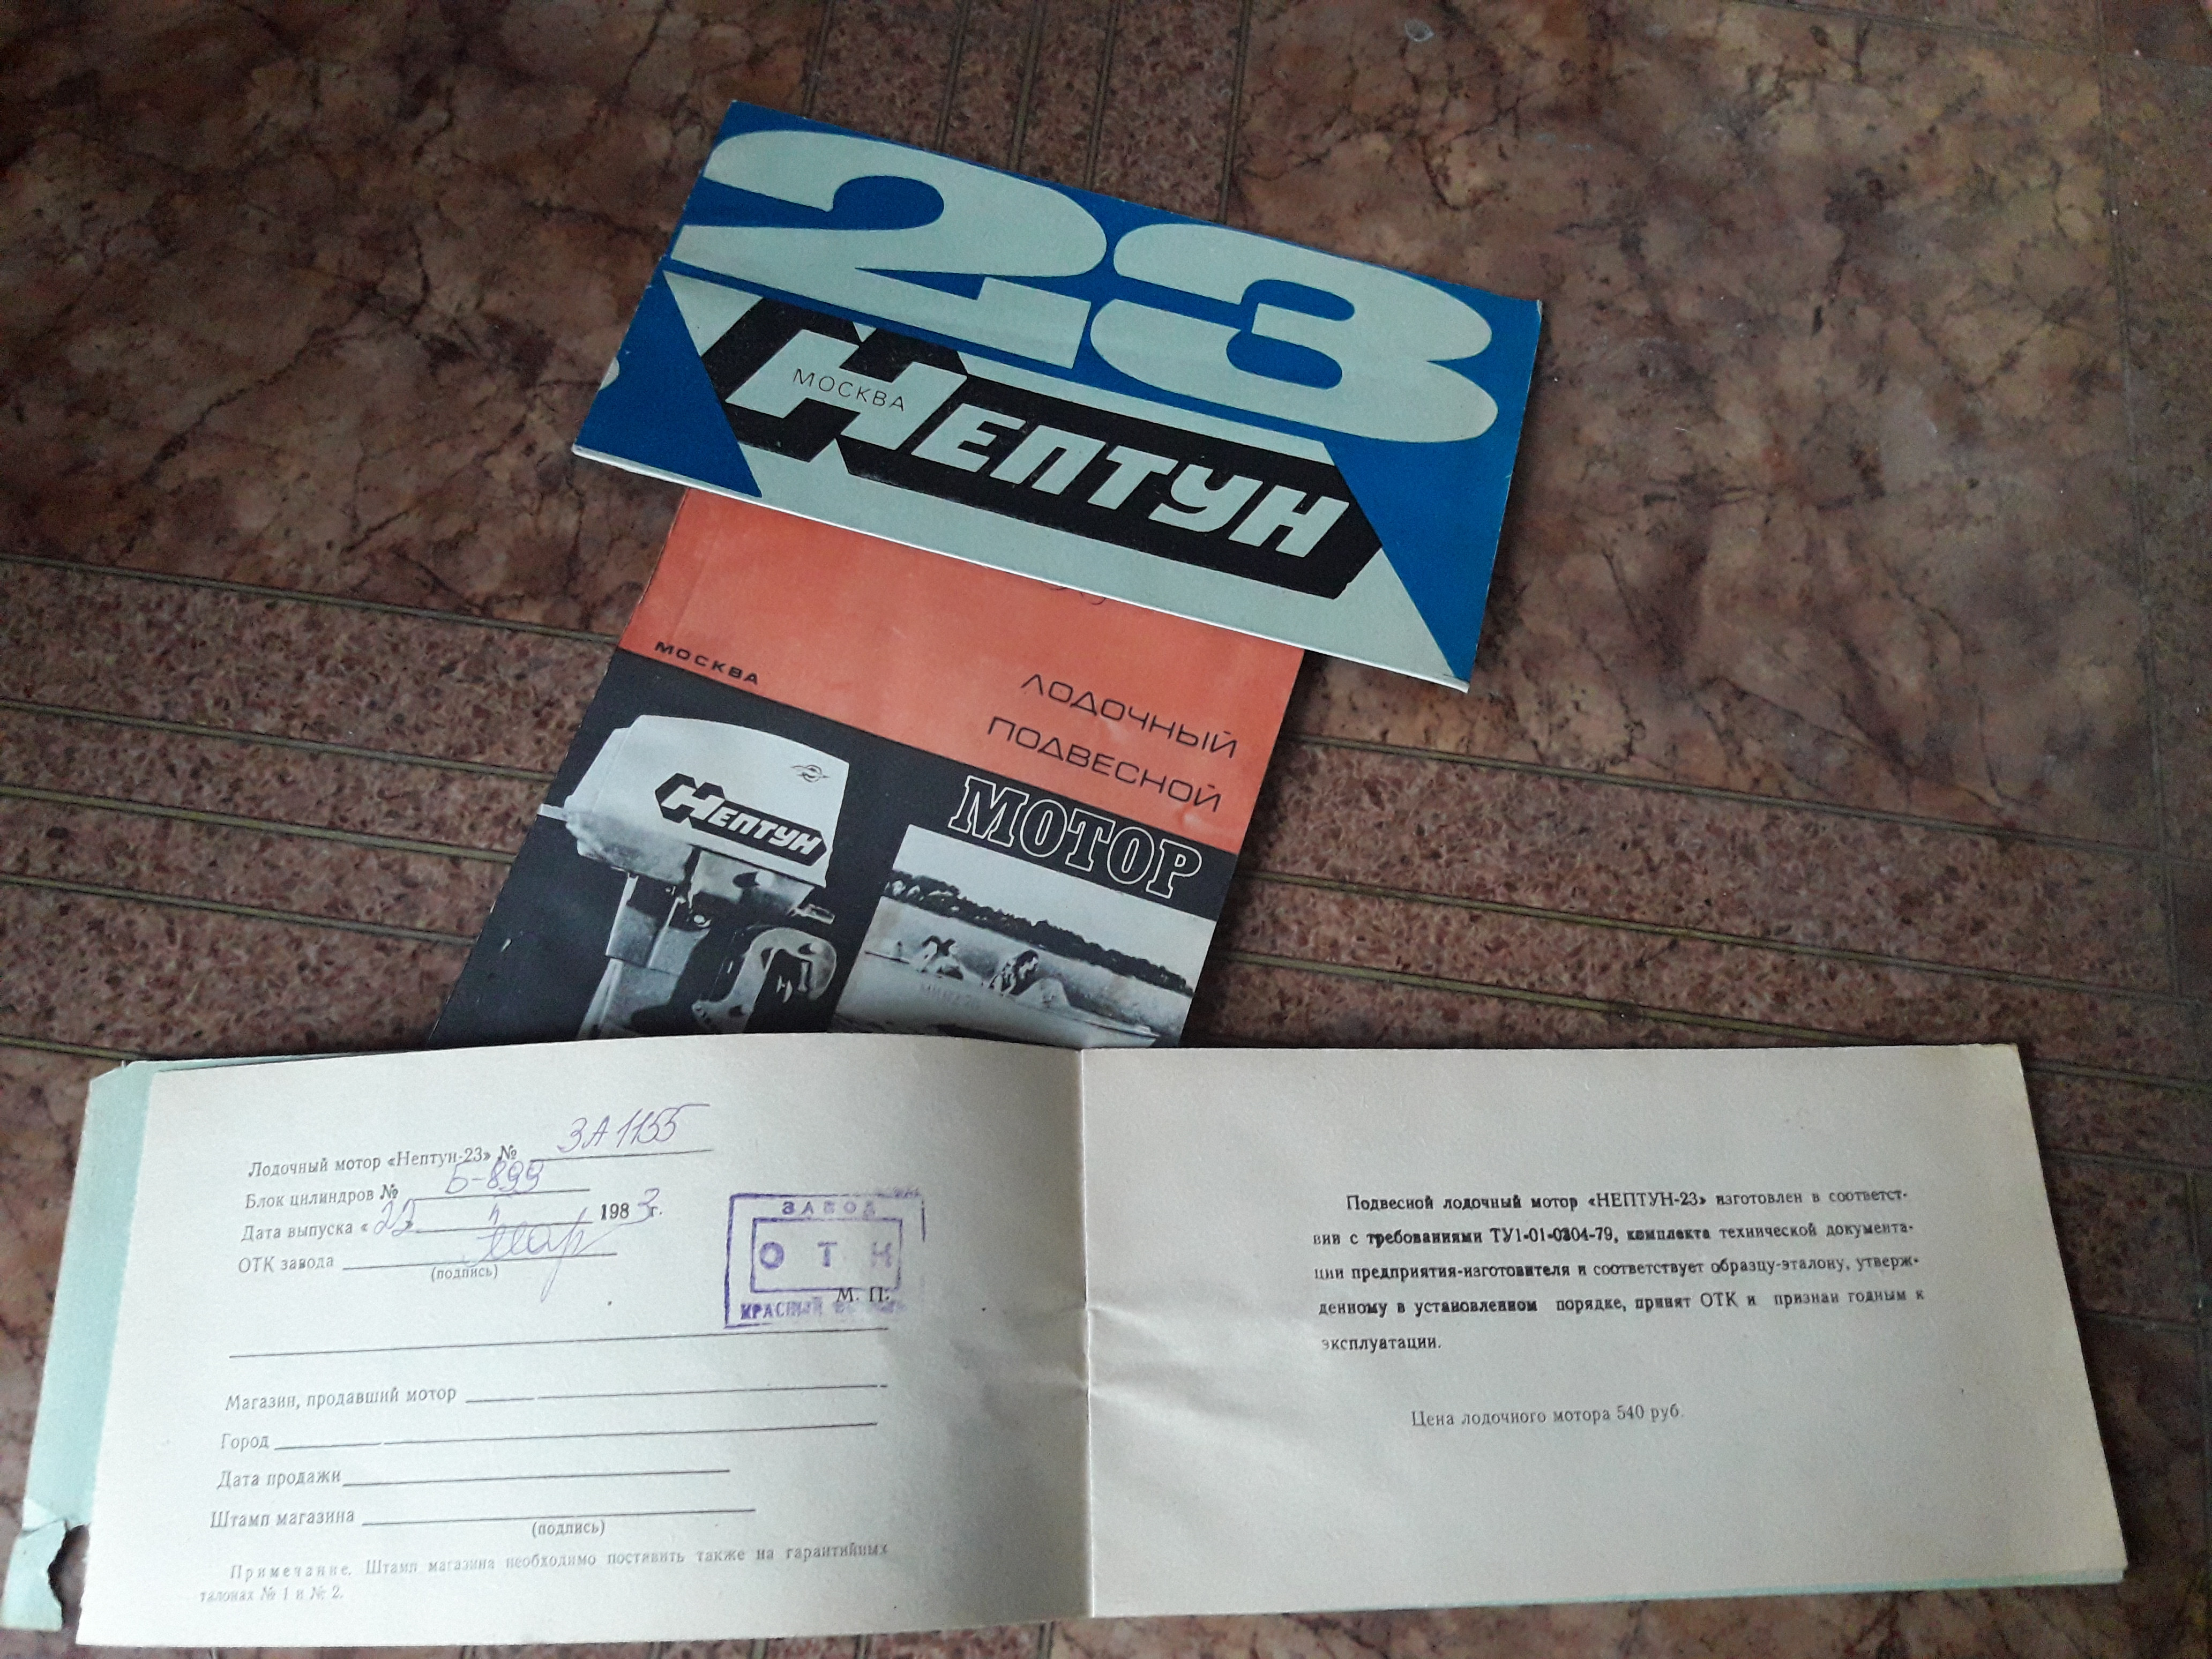 23
МОСКВА
НЕПТУН
МОСКВА
ЛОДОЧНЫЙ
ПОДВЕСНОЙ
МОТОР
НЕПТУН
Лодочный мотор «Нептун-23» № 3А1155
Блок цилиндров № Б-899
Дата выпуска « 25 4 1983 г.
ОТК завода
(подпись)
ЗАВОД
ОТК
КРАСНЫЙ
М. П.
Магазин, продавший мотор
Город
Дата продажи
Штамп магазина
(подпись)
Примечание. Штамп магазина необходимо поставить также на гарантийных
талонах № 1 и № 2.
Подвесной лодочный мотор «НЕПТУН-23» изготовлен в соответст-
вии с требованиями ТУ1-01-0304-79, комплекта технической документа-
ции предприятия-изготовителя и соответствует образцу-эталону, утверж-
денному в установленном порядке, принят ОТК и признан годным к
эксплуатации.
Цена лодочного мотора 540 руб.